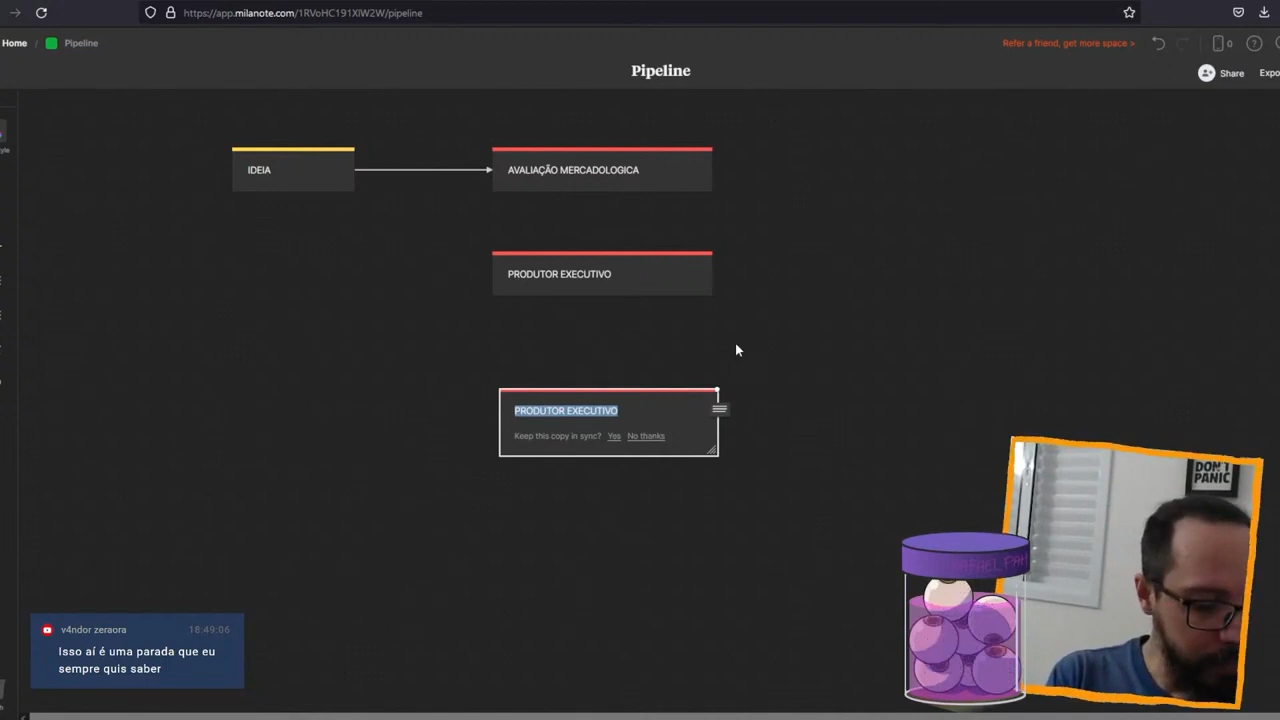 https://app.milanote.com/1RVoHC191XIW2W/pipeline
Home / Pipeline
Refer a friend, get more space >
0
?
Pipeline
Share
Expo
IDEIA
AVALIAÇÃO MERCADOLOGICA
PRODUTOR EXECUTIVO
PRODUTOR EXECUTIVO
Keep this copy in sync? Yes No thanks
DON'T
PANIC
v4ndor zeraora 18:49:06
Isso aí é uma parada que eu
sempre quis saber